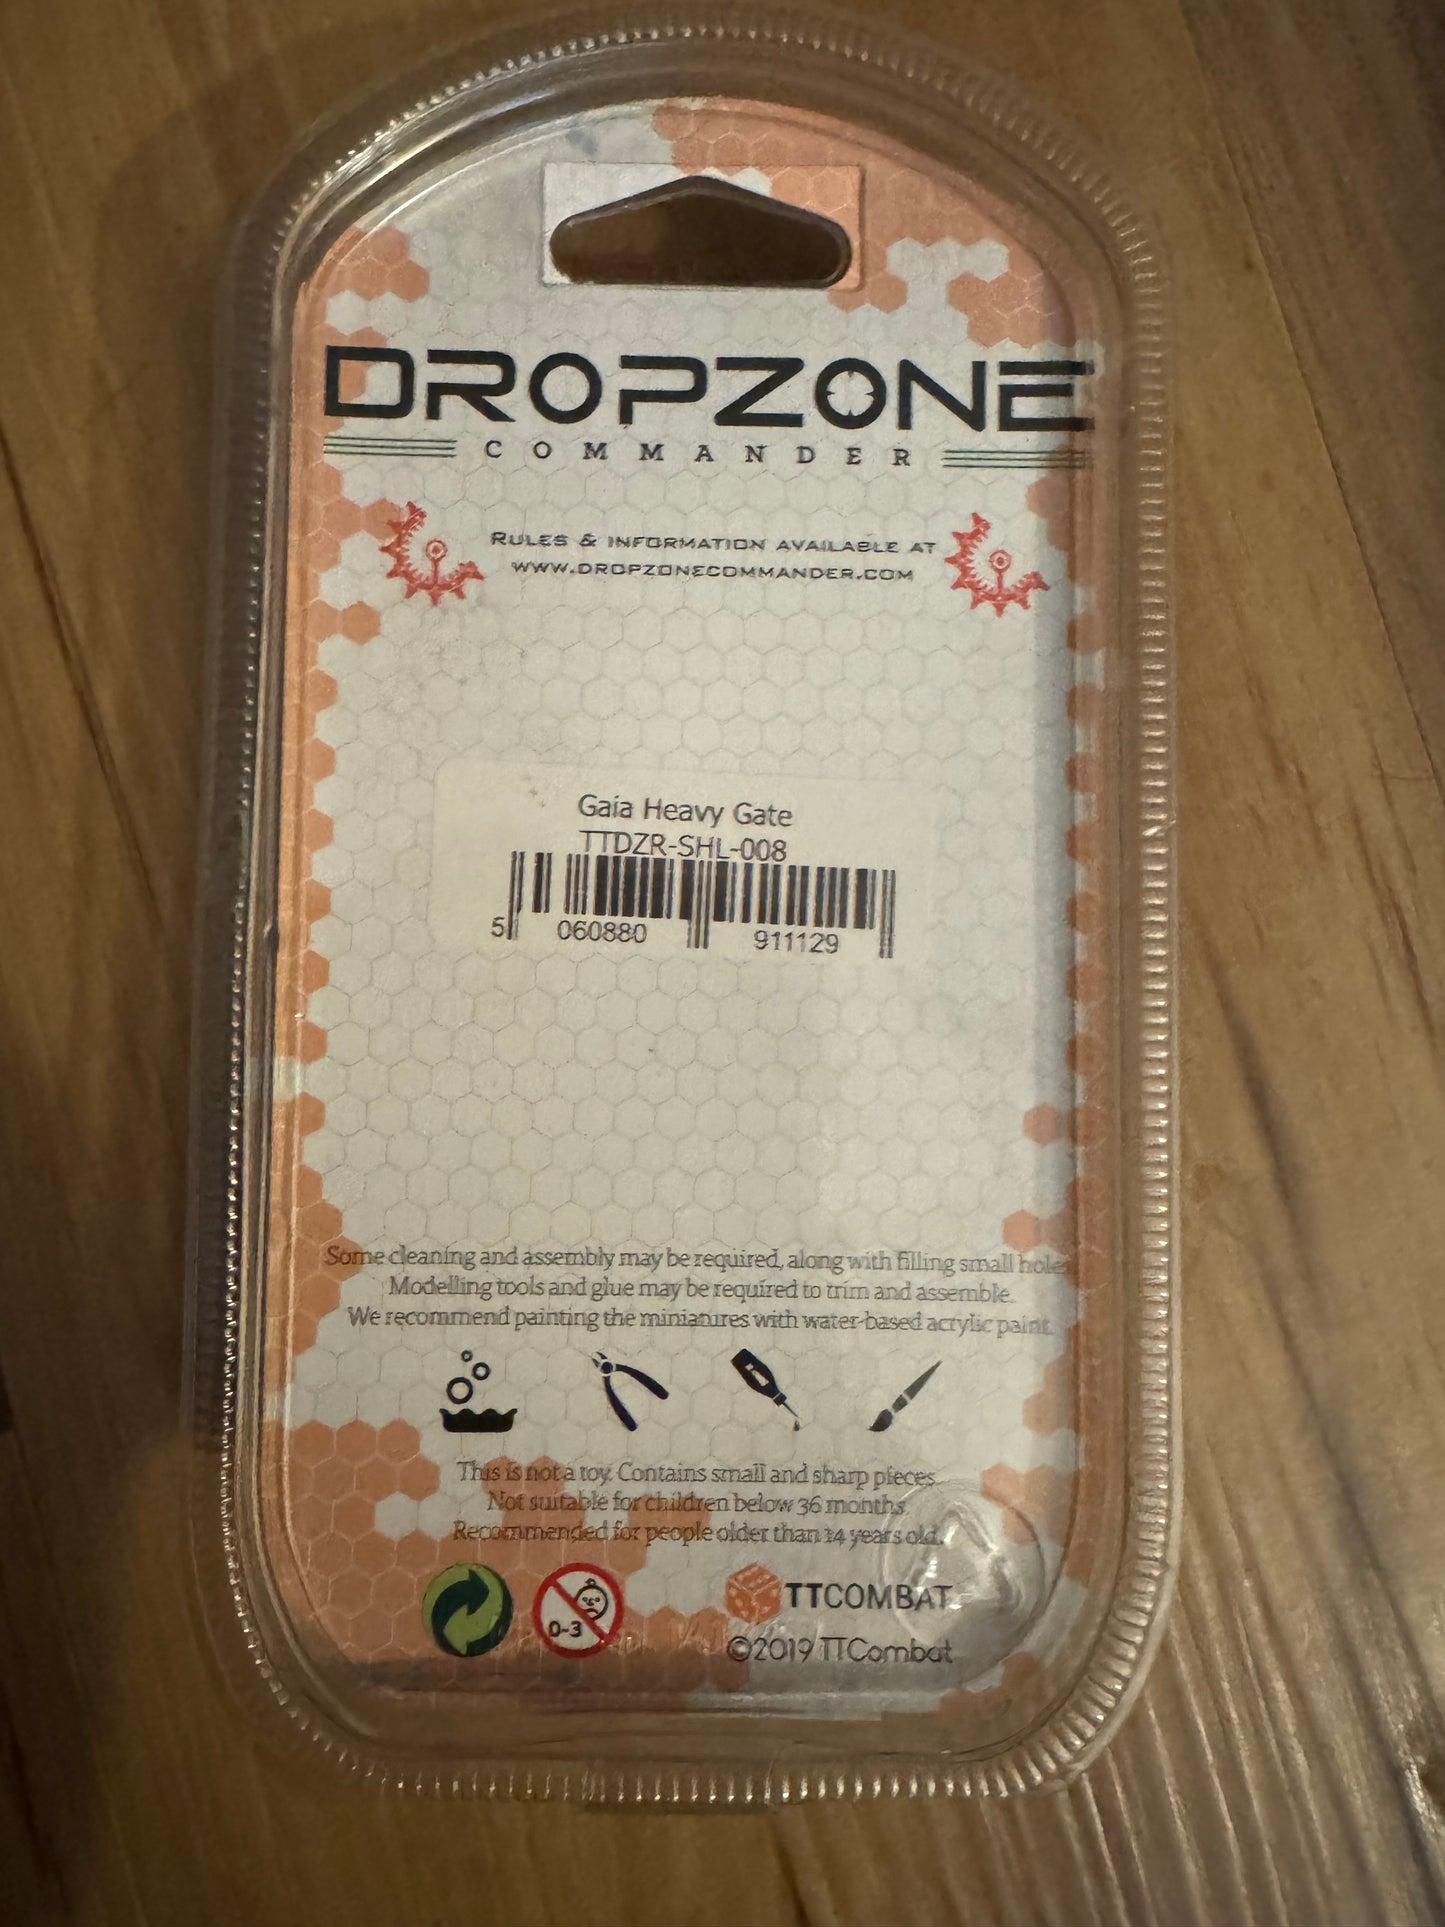 DROPZONE
COMMANDER
RULES & INFORMATION AVAILABLE AT
WWW.DROPZONECOMMANDER.COM
Gaia Heavy Gate
TTDZR-SHL-008
5 060880 911129
Some cleaning and assembly may be required, along with filling small hole
Modelling tools and glue may be required to trim and assemble.
We recommend painting the miniatures with water-based acrylic paint.
This is not a toy. Contains small and sharp pieces.
Not suitable for children below 36 months.
Recommended for people older than 14 years old.
0-3
TTCOMBAT
©2019 TTCombat